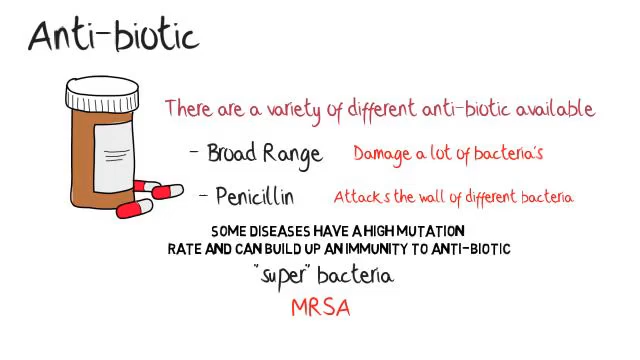 Anti-biotic
There are a variety of different anti-biotic available
- Broad Range Damage a lot of bacteria's
- Penicillin Attacks the wall of different bacteria
SOME DISEASES HAVE A HIGH MUTATION
RATE AND CAN BUILD UP AN IMMUNITY TO ANTI-BIOTIC
"super" bacteria
MRSA